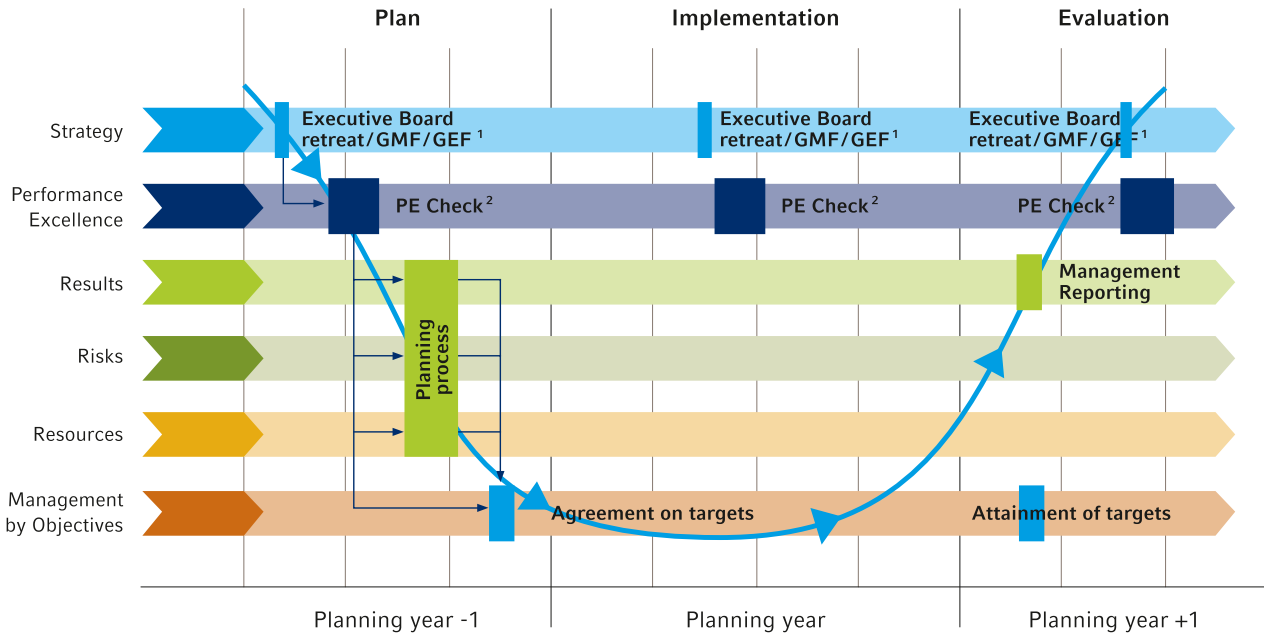 Plan
Implementation
Evaluation
Strategy
Executive Board
retreat/GMF/GEF ¹
Executive Board
retreat/GMF/GEF ¹
Executive Board
retreat/GMF/GEF ¹
Performance
Excellence
PE Check ²
PE Check ²
PE Check ²
Results
Management
Reporting
Risks
Planning
process
Resources
Management
by Objectives
Agreement on targets
Attainment of targets
Planning year -1
Planning year
Planning year +1